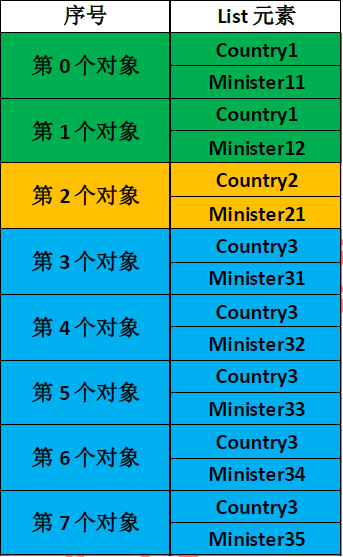 序号 List 元素
第 0 个对象 Country1
Minister11
第 1 个对象 Country1
Minister12
第 2 个对象 Country2
Minister21
第 3 个对象 Country3
Minister31
第 4 个对象 Country3
Minister32
第 5 个对象 Country3
Minister33
第 6 个对象 Country3
Minister34
第 7 个对象 Country3
Minister35